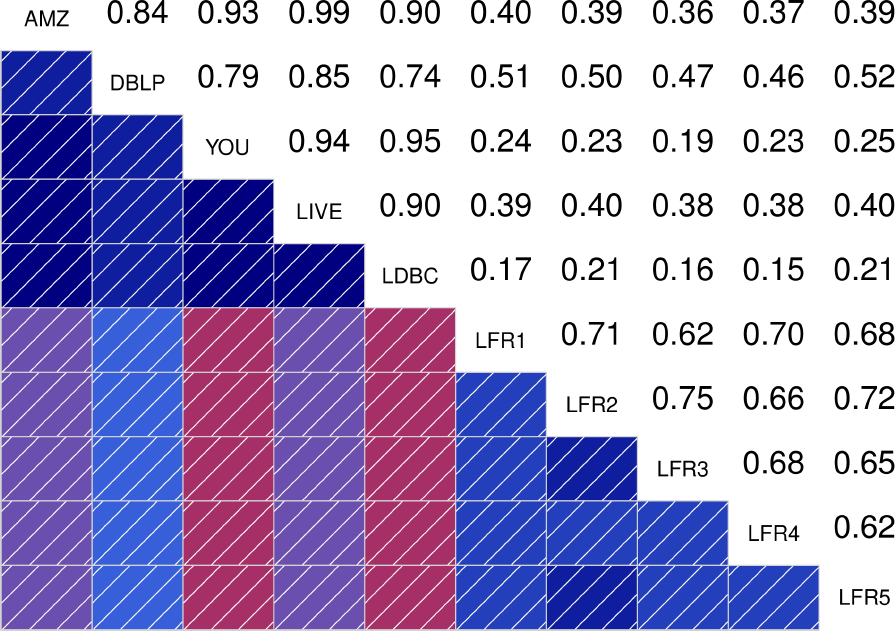 AMZ 0.84 0.93 0.99 0.90 0.40 0.39 0.36 0.37 0.39
DBLP 0.79 0.85 0.74 0.51 0.50 0.47 0.46 0.52
YOU 0.94 0.95 0.24 0.23 0.19 0.23 0.25
LIVE 0.90 0.39 0.40 0.38 0.38 0.40
LDBC 0.17 0.21 0.16 0.15 0.21
LFR1 0.71 0.62 0.70 0.68
LFR2 0.75 0.66 0.72
LFR3 0.68 0.65
LFR4 0.62
LFR5